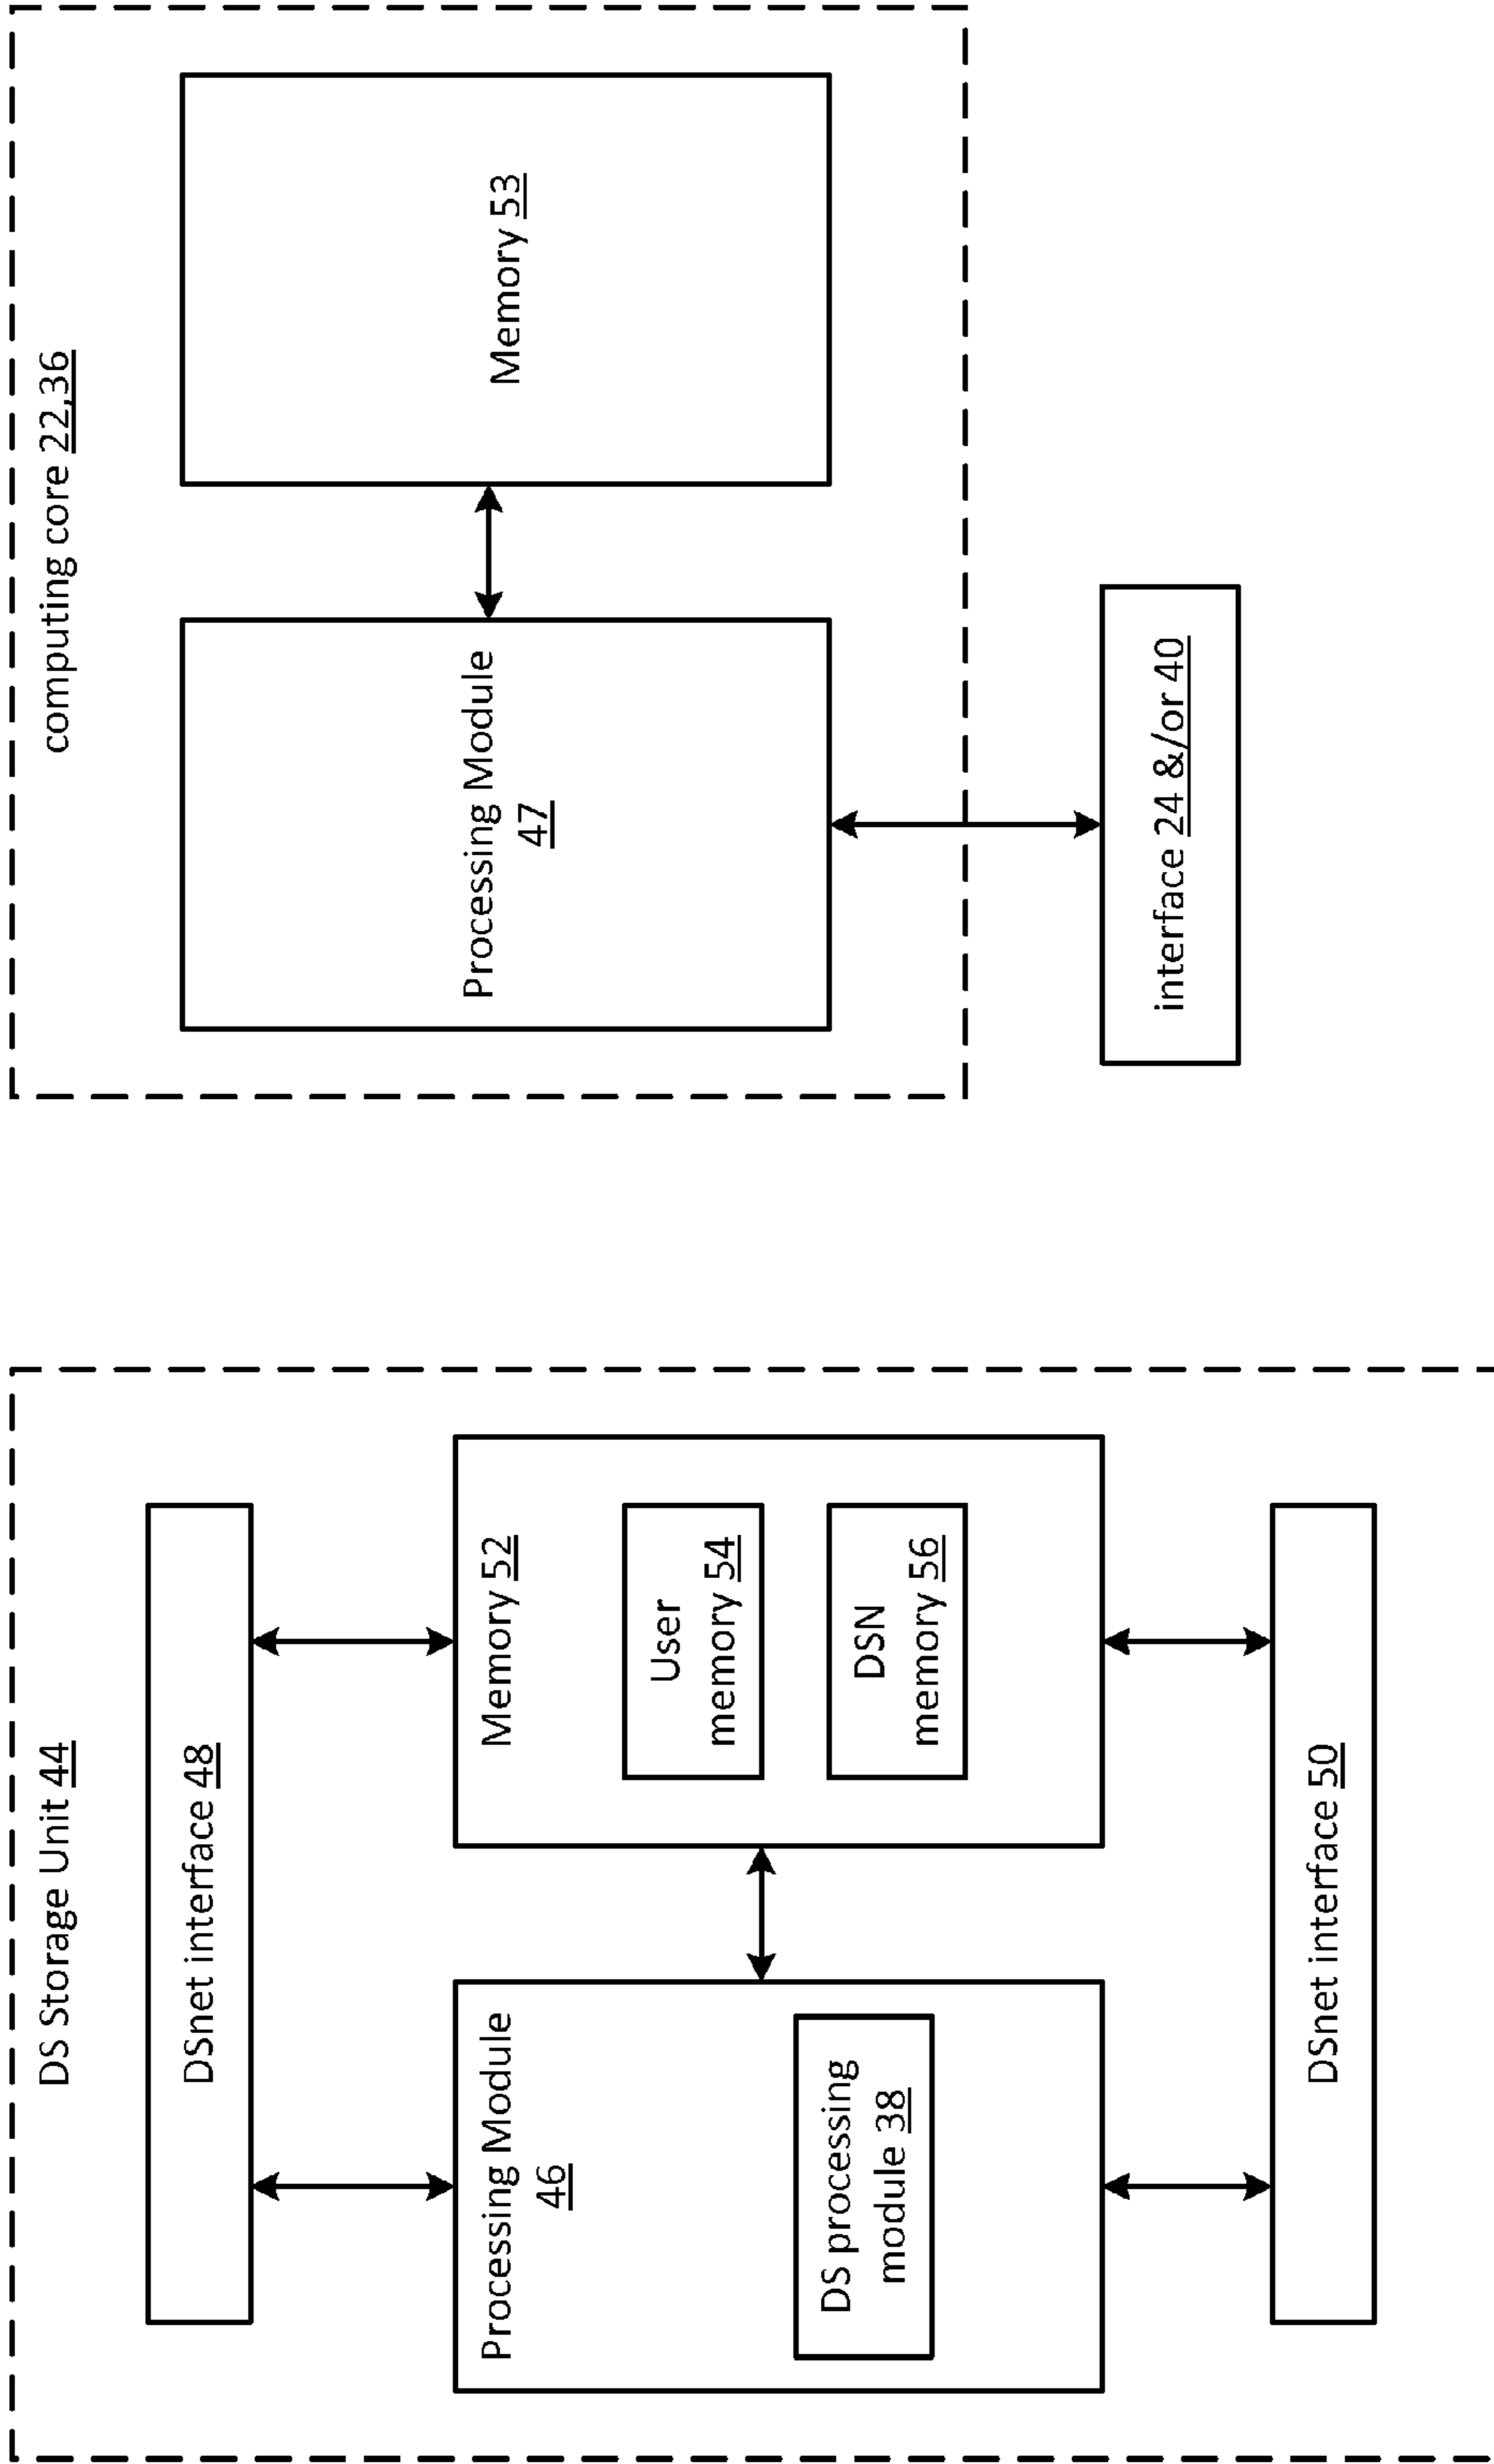 DS Storage Unit 44
DSnet interface 48
Processing Module
46
DS processing
module 38
Memory 52
User
memory 54
DSN
memory 56
DSnet interface 50
computing core 22,36
Processing Module
47
Memory 53
interface 24 &/or 40